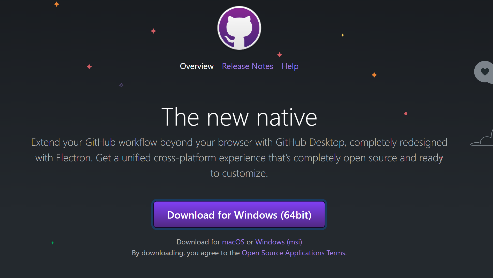 Overview Release Notes Help
The new native
Extend your GitHub workflow beyond your browser with GitHub Desktop, completely redesigned
with Electron. Get a unified cross-platform experience that's completely open source and ready
to customize.
Download for Windows (64bit)
Download for macOS or Windows (msi)
By downloading, you agree to the Open Source Applications Terms.